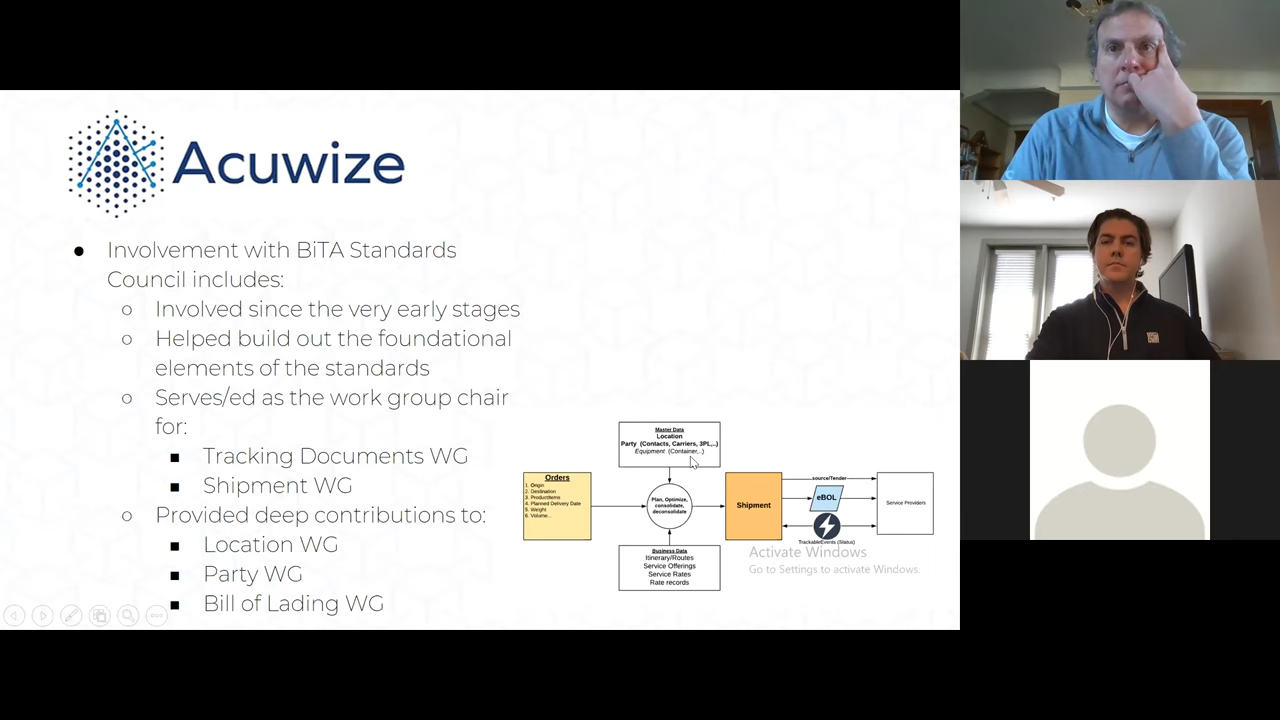 Acuwize
● Involvement with BiTA Standards
Council includes:
○ Involved since the very early stages
○ Helped build out the foundational
elements of the standards
○ Serves/ed as the work group chair
for:
■ Tracking Documents WG
■ Shipment WG
○ Provided deep contributions to:
■ Location WG
■ Party WG
■ Bill of Lading WG
Master Data
Location
Party (Contacts, Carriers, 3PL,..)
Equipment (Container,..)
Orders
1. Origin
2. Destination
3. ProductItems
4. Planned Delivery Date
5. Weight
6. Volume...
Plan, Optimize,
consolidate,
deconsolidate
Shipment
source/Tender
eBOL
TrackableEvents (Status)
Service Providers
Business Data
Itinerary/Routes
Service Offerings
Service Rates
Rate records
Activate Windows
Go to Settings to activate Windows.